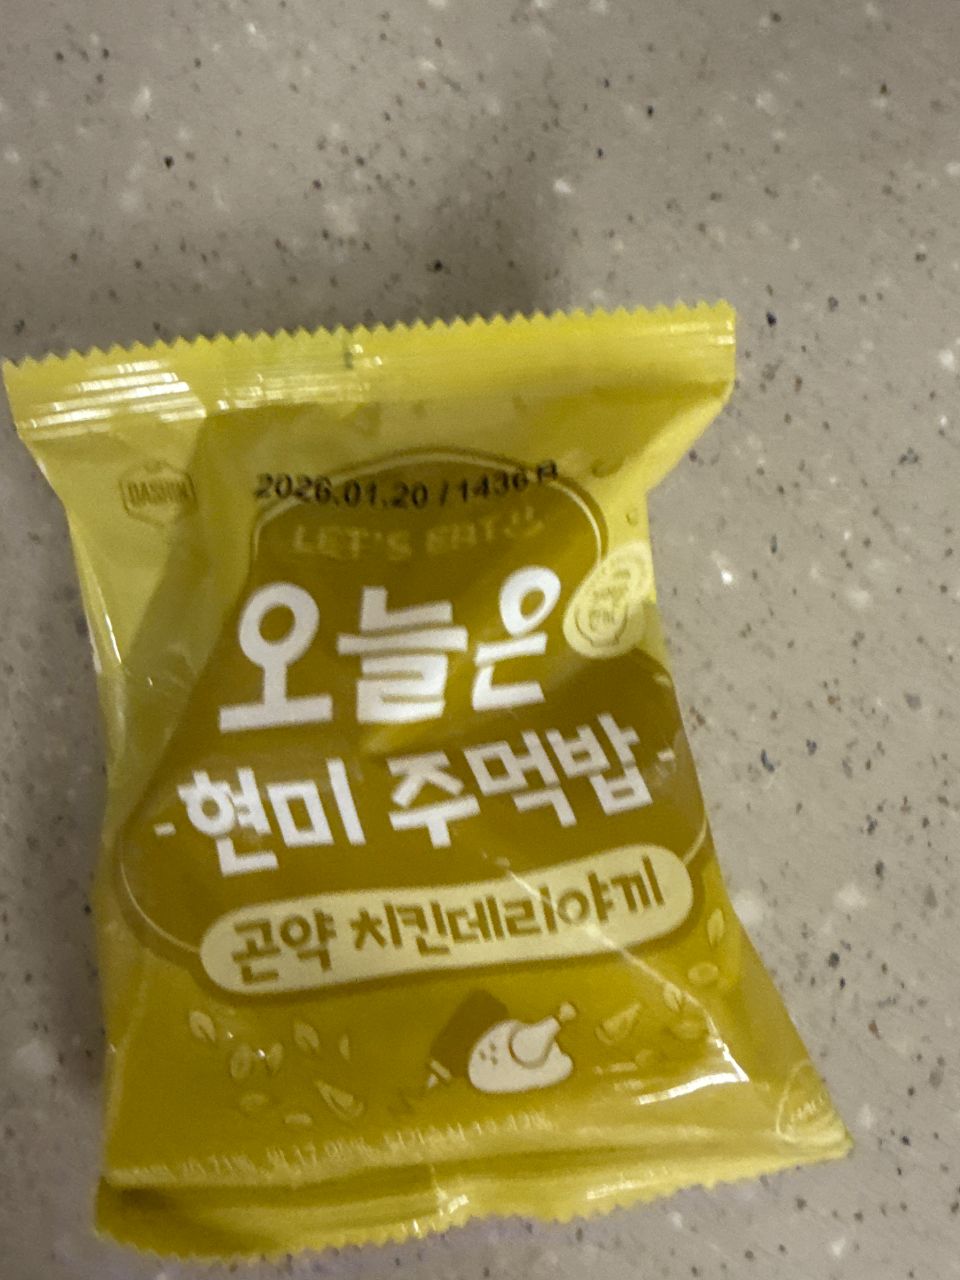 DASHIN
2026.01.20 / 1436
LET'S EAT
오늘은
현미 주먹밥
곤약 치킨데리야끼